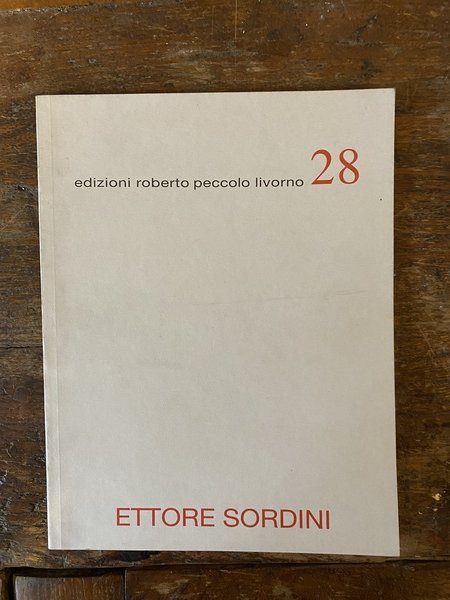 edizioni roberto peccolo livorno 28
ETTORE SORDINI